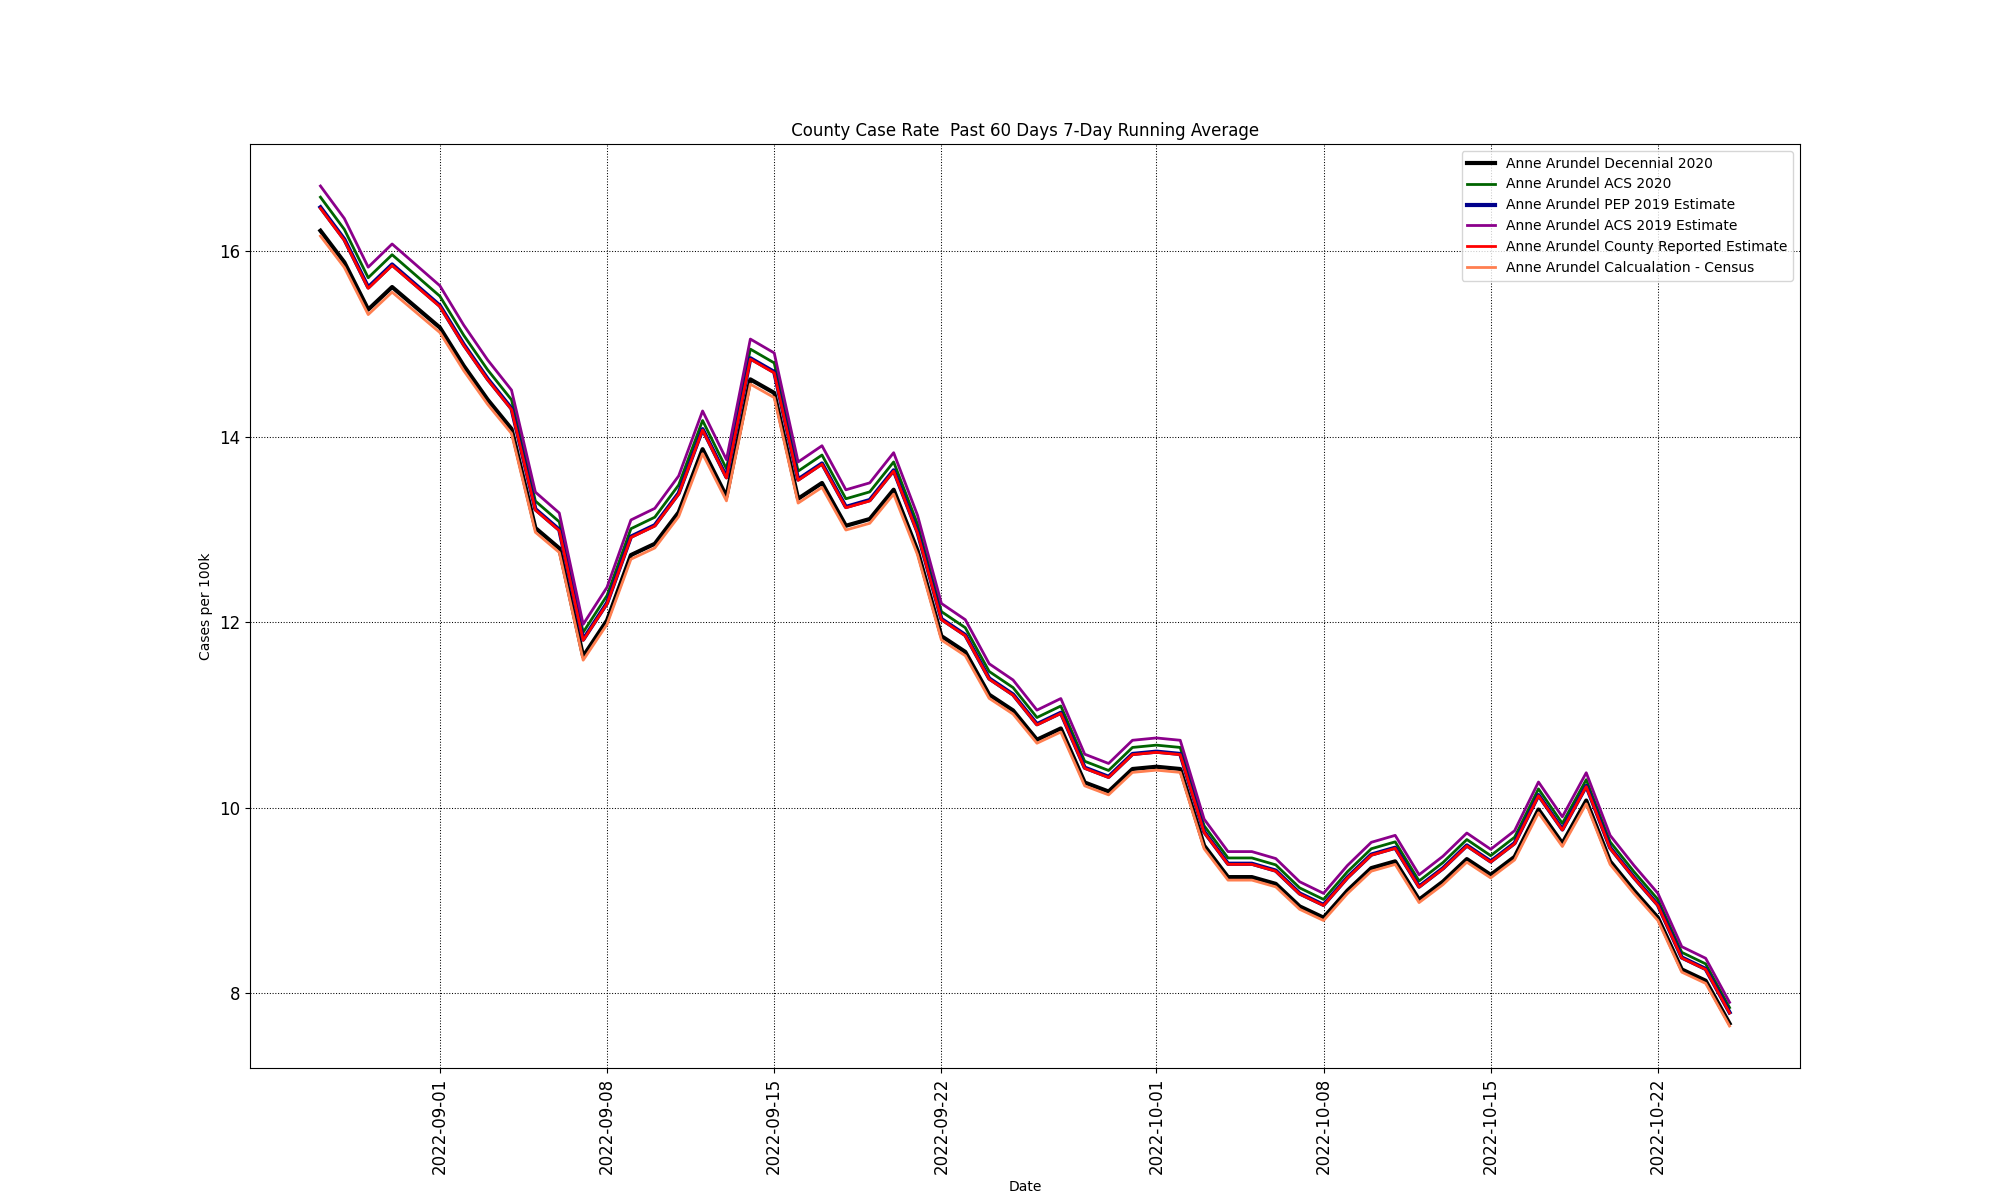 County Case Rate  Past 60 Days 7-Day Running Average
Anne Arundel Decennial 2020
Anne Arundel ACS 2020
Anne Arundel PEP 2019 Estimate
Anne Arundel ACS 2019 Estimate
Anne Arundel County Reported Estimate
Anne Arundel Calcualation - Census
Cases per 100k
16
14
12
10
8
2022-09-01
2022-09-08
2022-09-15
2022-09-22
2022-10-01
2022-10-08
2022-10-15
2022-10-22
Date